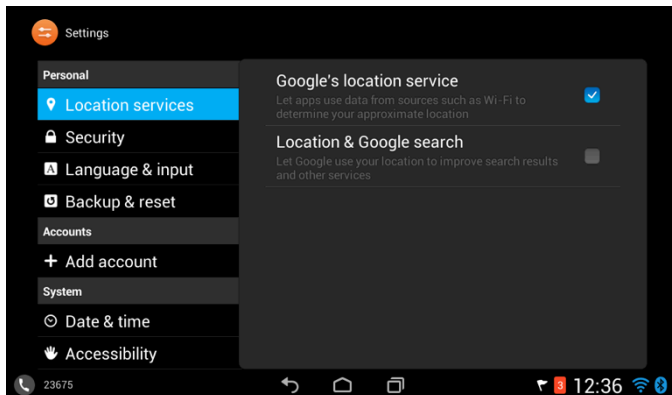 Settings
Personal
Location services
Security
Language & input
Backup & reset
Accounts
Add account
System
Date & time
Accessibility
Google's location service
Let apps use data from sources such as Wi-Fi to
determine your approximate location
Location & Google search
Let Google use your location to improve search results
and other services
23675
3
12:36